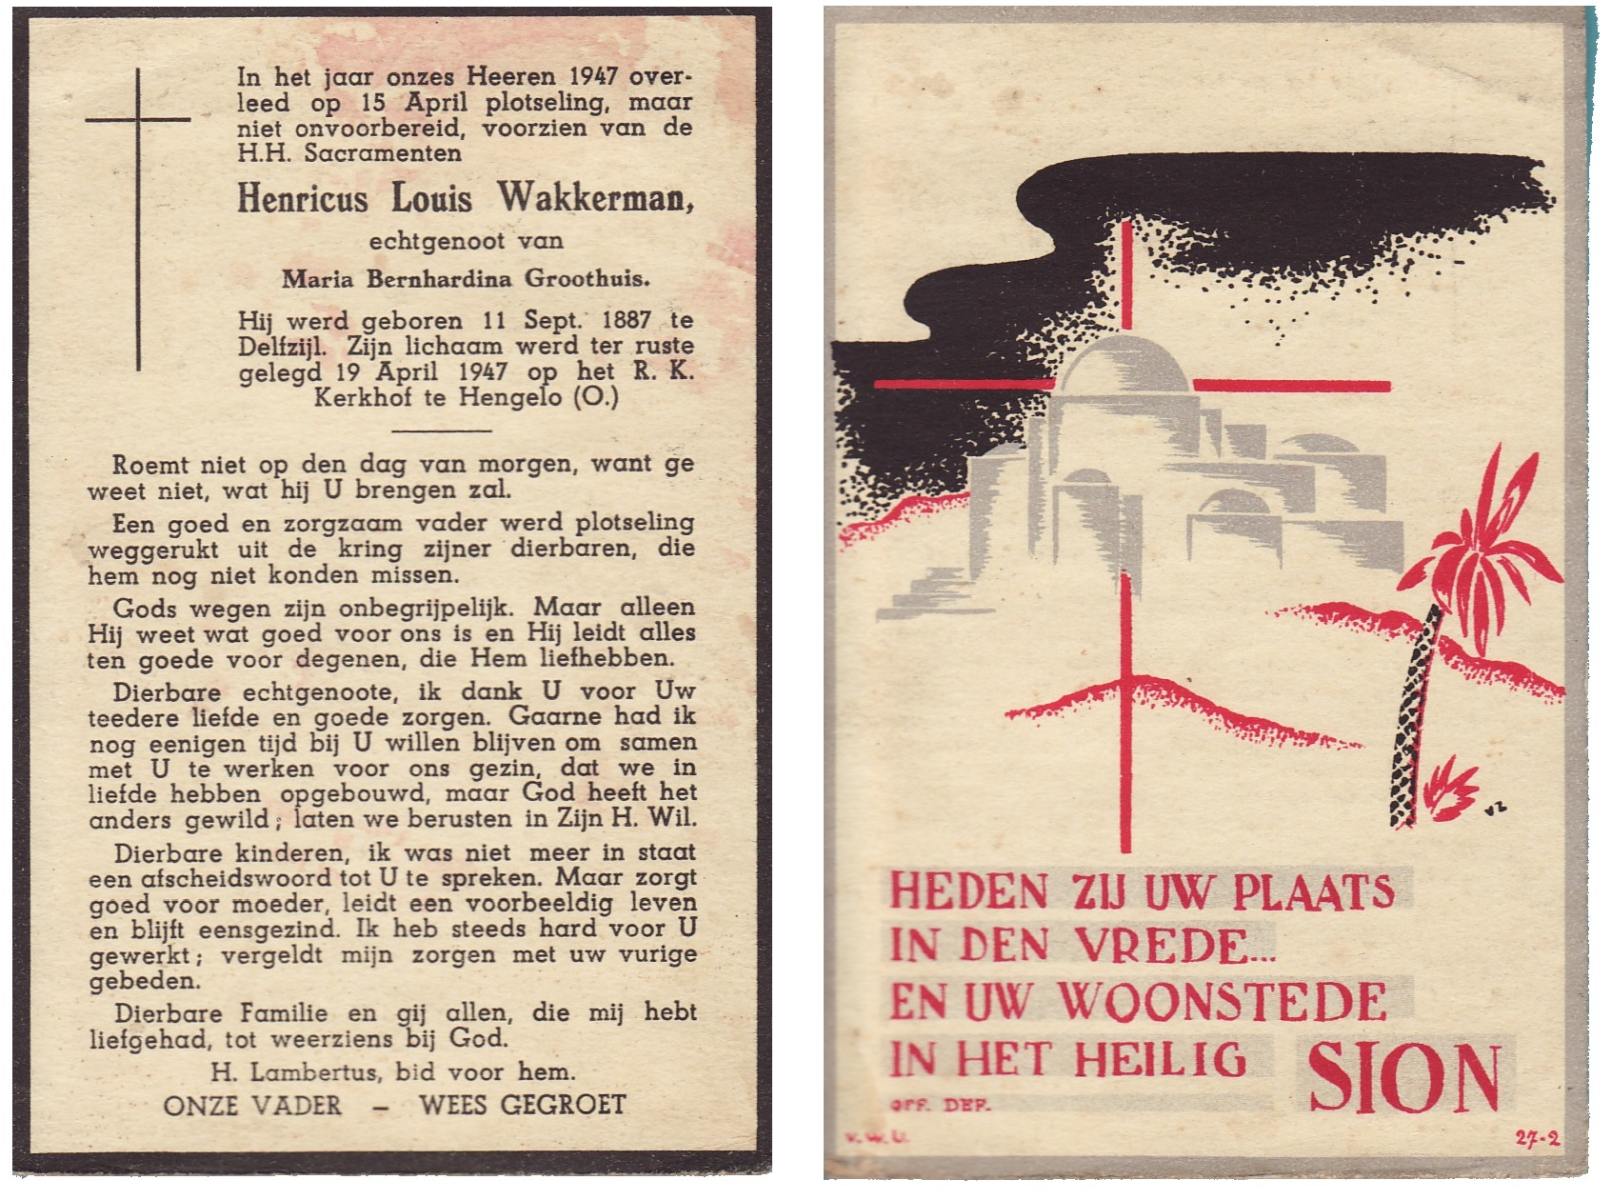 In het jaar onzes Heeren 1947 over-
leed op 15 April plotseling, maar
niet onvoorbereid, voorzien van de
H.H. Sacramenten
Henricus Louis Wakkerman,
echtgenoot van
Maria Bernhardina Groothuis.
Hij werd geboren 11 Sept. 1887 te
Delfzijl. Zijn lichaam werd ter ruste
gelegd 19 April 1947 op het R. K.
Kerkhof te Hengelo (O.)
Roemt niet op den dag van morgen, want ge
weet niet, wat hij U brengen zal.
Een goed en zorgzaam vader werd plotseling
weggerukt uit de kring zijner dierbaren, die
hem nog niet konden missen.
Gods wegen zijn onbegrijpelijk. Maar alleen
Hij weet wat goed voor ons is en Hij leidt alles
ten goede voor degenen, die Hem liefhebben.
Dierbare echtgenoote, ik dank U voor Uw
teedere liefde en goede zorgen. Gaarne had ik
nog eenigen tijd bij U willen blijven om samen
met U te werken voor ons gezin, dat we in
liefde hebben opgebouwd, maar God heeft het
anders gewild; laten we berusten in Zijn H. Wil.
Dierbare kinderen, ik was niet meer in staat
een afscheidswoord tot U te spreken. Maar zorgt
goed voor moeder, leidt een voorbeeldig leven
en blijft eensgezind. Ik heb steeds hard voor U
gewerkt; vergeldt mijn zorgen met uw vurige
gebeden.
Dierbare Familie en gij allen, die mij hebt
liefgehad, tot weerziens bij God.
H. Lambertus, bid voor hem.
ONZE VADER – WEES GEGROET
VZ
HEDEN ZIJ UW PLAATS
IN DEN VREDE...
EN UW WOONSTEDE
IN HET HEILIG SION
OFF. DEF.
V.W.U.
27-2